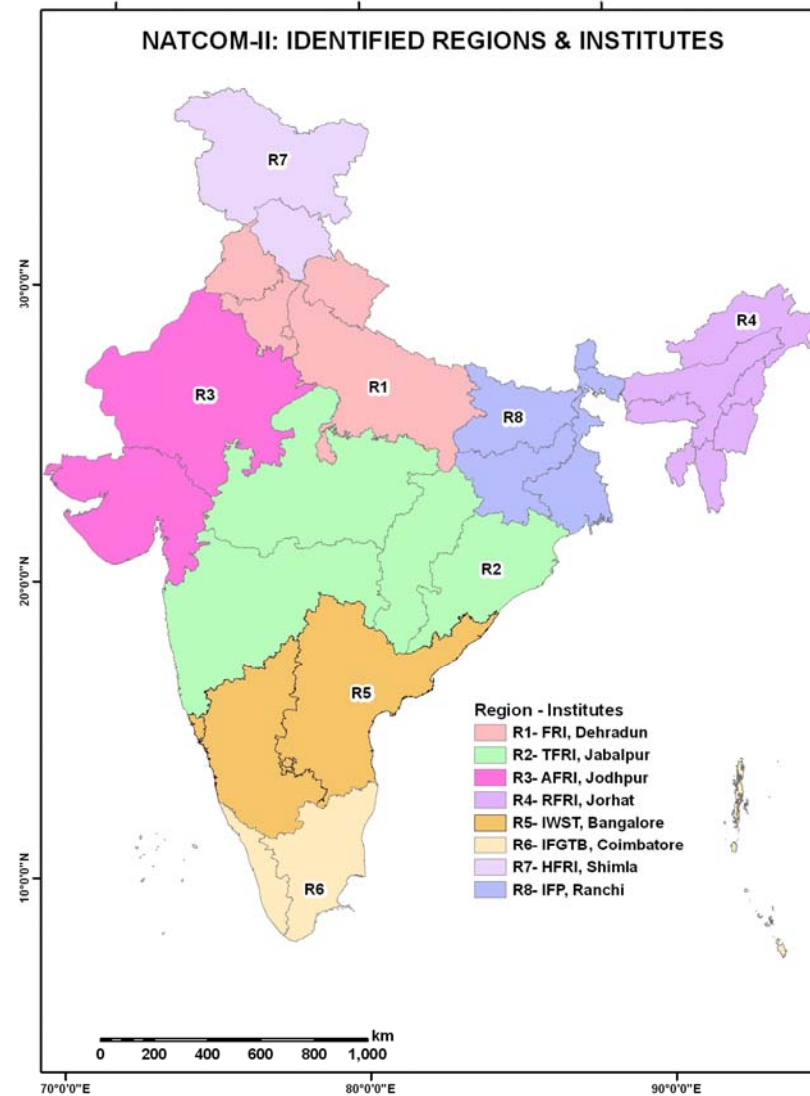 NATCOM-II: IDENTIFIED REGIONS & INSTITUTES
R7
30°0'0"N
R4
R3
R1
R8
20°0'0"N
R2
R5
Region - Institutes
R1- FRI, Dehradun
R2- TFRI, Jabalpur
R3- AFRI, Jodhpur
R4- RFRI, Jorhat
R5- IWST, Bangalore
R6- IFGTB, Coimbatore
R7- HFRI, Shimla
R8- IFP, Ranchi
10°0'0"N
R6
km
0 200 400 600 800 1,000
70°0'0"E 80°0'0"E 90°0'0"E